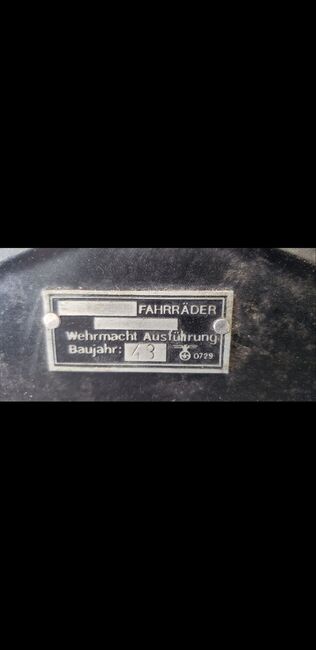 FAHRRÄDER
Wehrmacht Ausführung
Baujahr: 43 0729